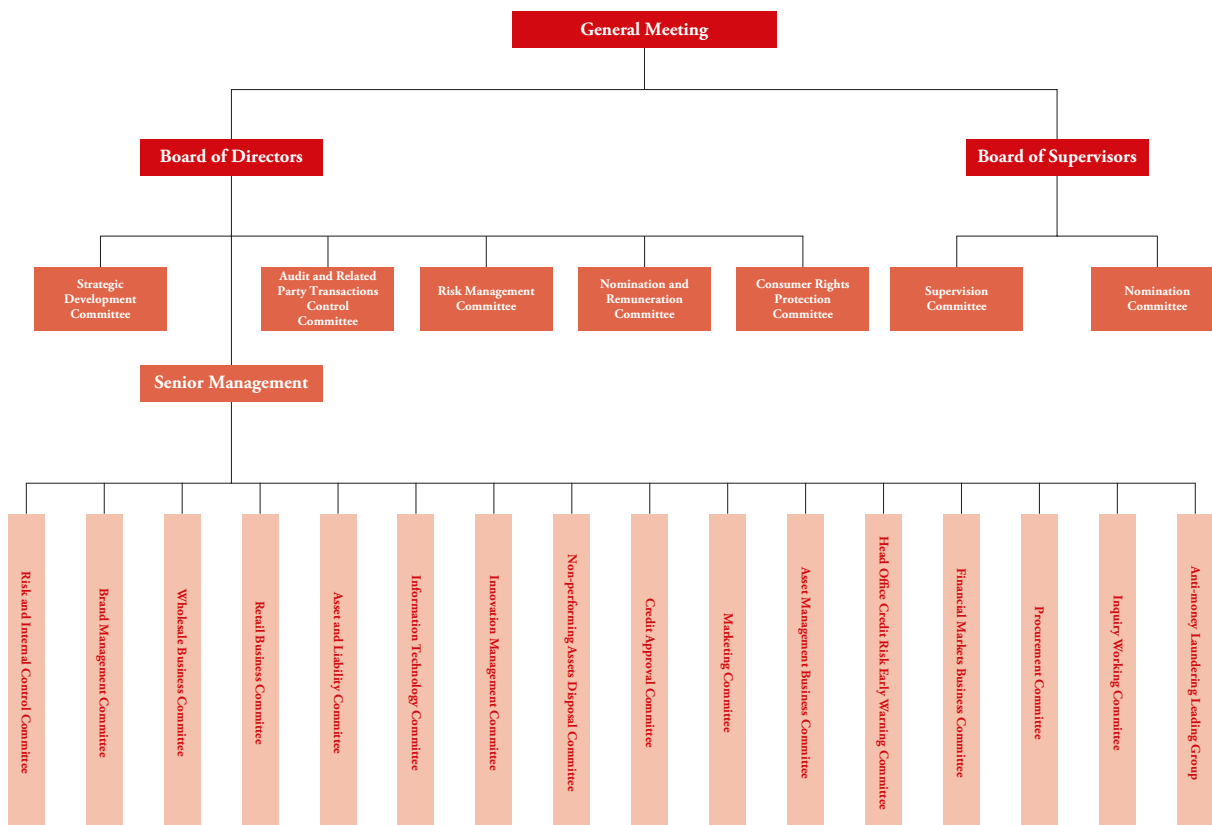 General Meeting
Board of Directors
Board of Supervisors
Strategic
Development
Committee
Audit and Related
Party Transactions
Control
Committee
Risk Management
Committee
Nomination and
Remuneration
Committee
Consumer Rights
Protection
Committee
Supervision
Committee
Nomination
Committee
Senior Management
Risk and Internal Control Committee
Brand Management Committee
Wholesale Business Committee
Retail Business Committee
Asset and Liability Committee
Information Technology Committee
Innovation Management Committee
Non-performing Assets Disposal Committee
Credit Approval Committee
Marketing Committee
Asset Management Business Committee
Head Office Credit Risk Early Warning Committee
Financial Markets Business Committee
Procurement Committee
Inquiry Working Committee
Anti-money Laundering Leading Group